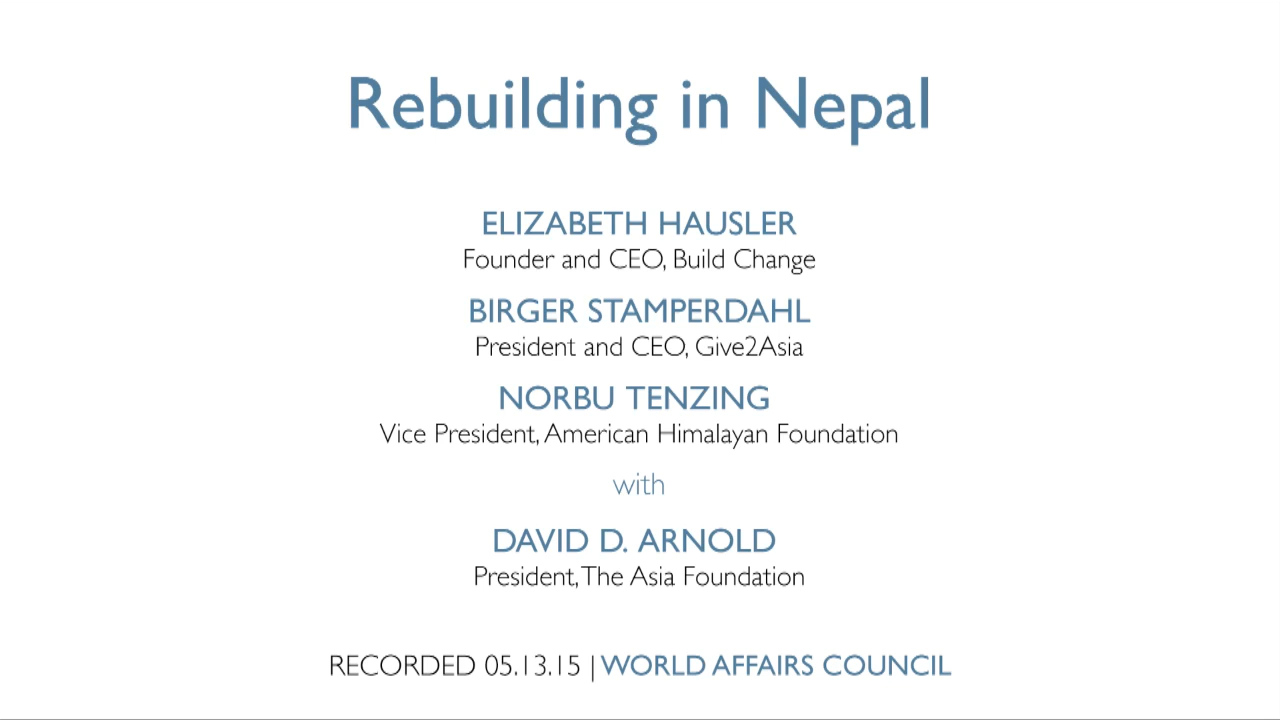 Rebuilding in Nepal
ELIZABETH HAUSLER
Founder and CEO, Build Change
BIRGER STAMPERDAHL
President and CEO, Give2Asia
NORBU TENZING
Vice President, American Himalayan Foundation
with
DAVID D. ARNOLD
President, The Asia Foundation
RECORDED 05.13.15 | WORLD AFFAIRS COUNCIL